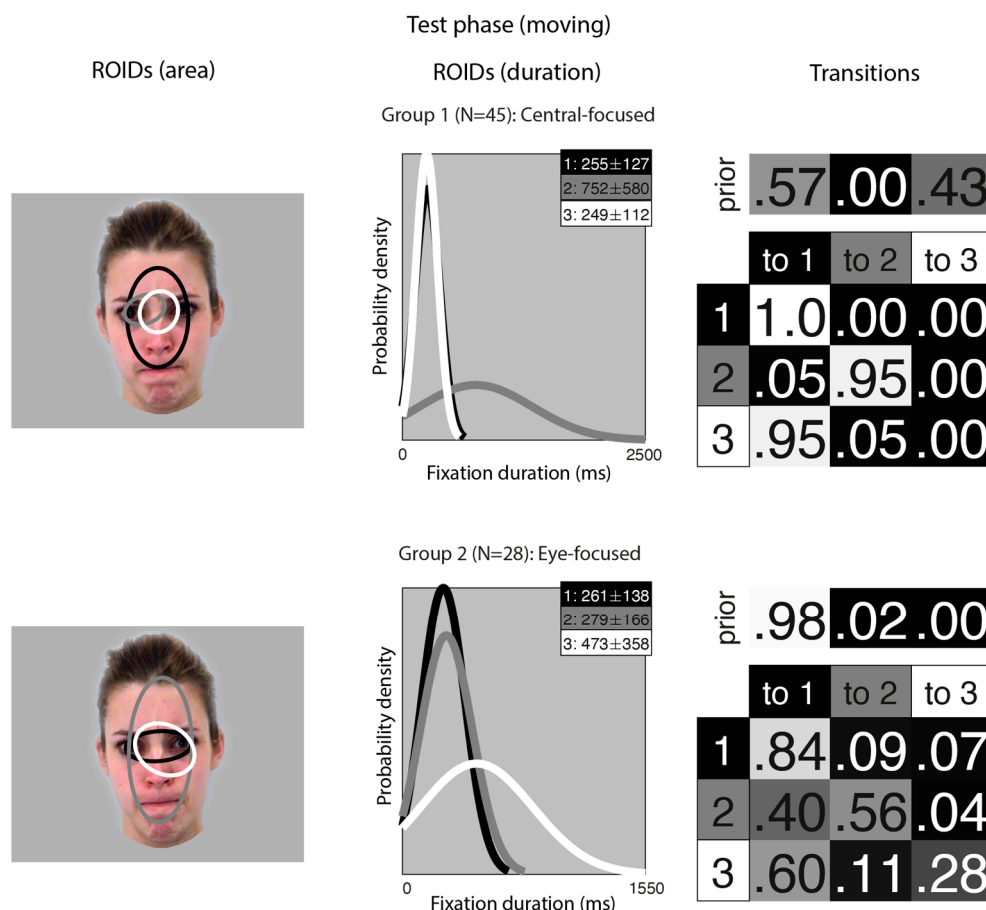 Test phase (moving)
ROIDs (area)
ROIDs (duration)
Transitions
Group 1 (N=45): Central-focused
Probability density
1: 255±127
2: 752±580
3: 249±112
0
2500
Fixation duration (ms)
prior
.57 .00 .43
to 1 to 2 to 3
1 1.0 .00 .00
2 .05 .95 .00
3 .95 .05 .00
Group 2 (N=28): Eye-focused
Probability density
1: 261±138
2: 279±166
3: 473±358
0
1550
Fixation duration (ms)
prior
.98 .02 .00
to 1 to 2 to 3
1 .84 .09 .07
2 .40 .56 .04
3 .60 .11 .28